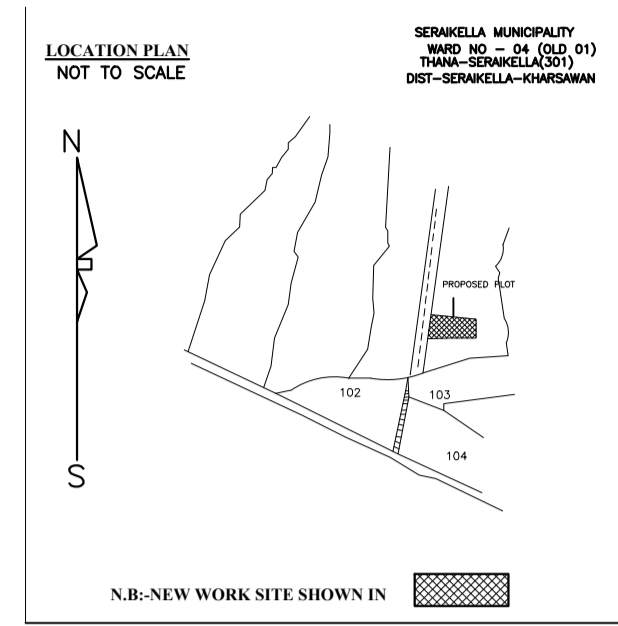 LOCATION PLAN
NOT TO SCALE
SERAIKELLA MUNICIPALITY
WARD NO - 04 (OLD 01)
THANA-SERAIKELLA(301)
DIST-SERAIKELLA-KHARSAWAN
N
PROPOSED PLOT
102
103
104
S
N.B:-NEW WORK SITE SHOWN IN